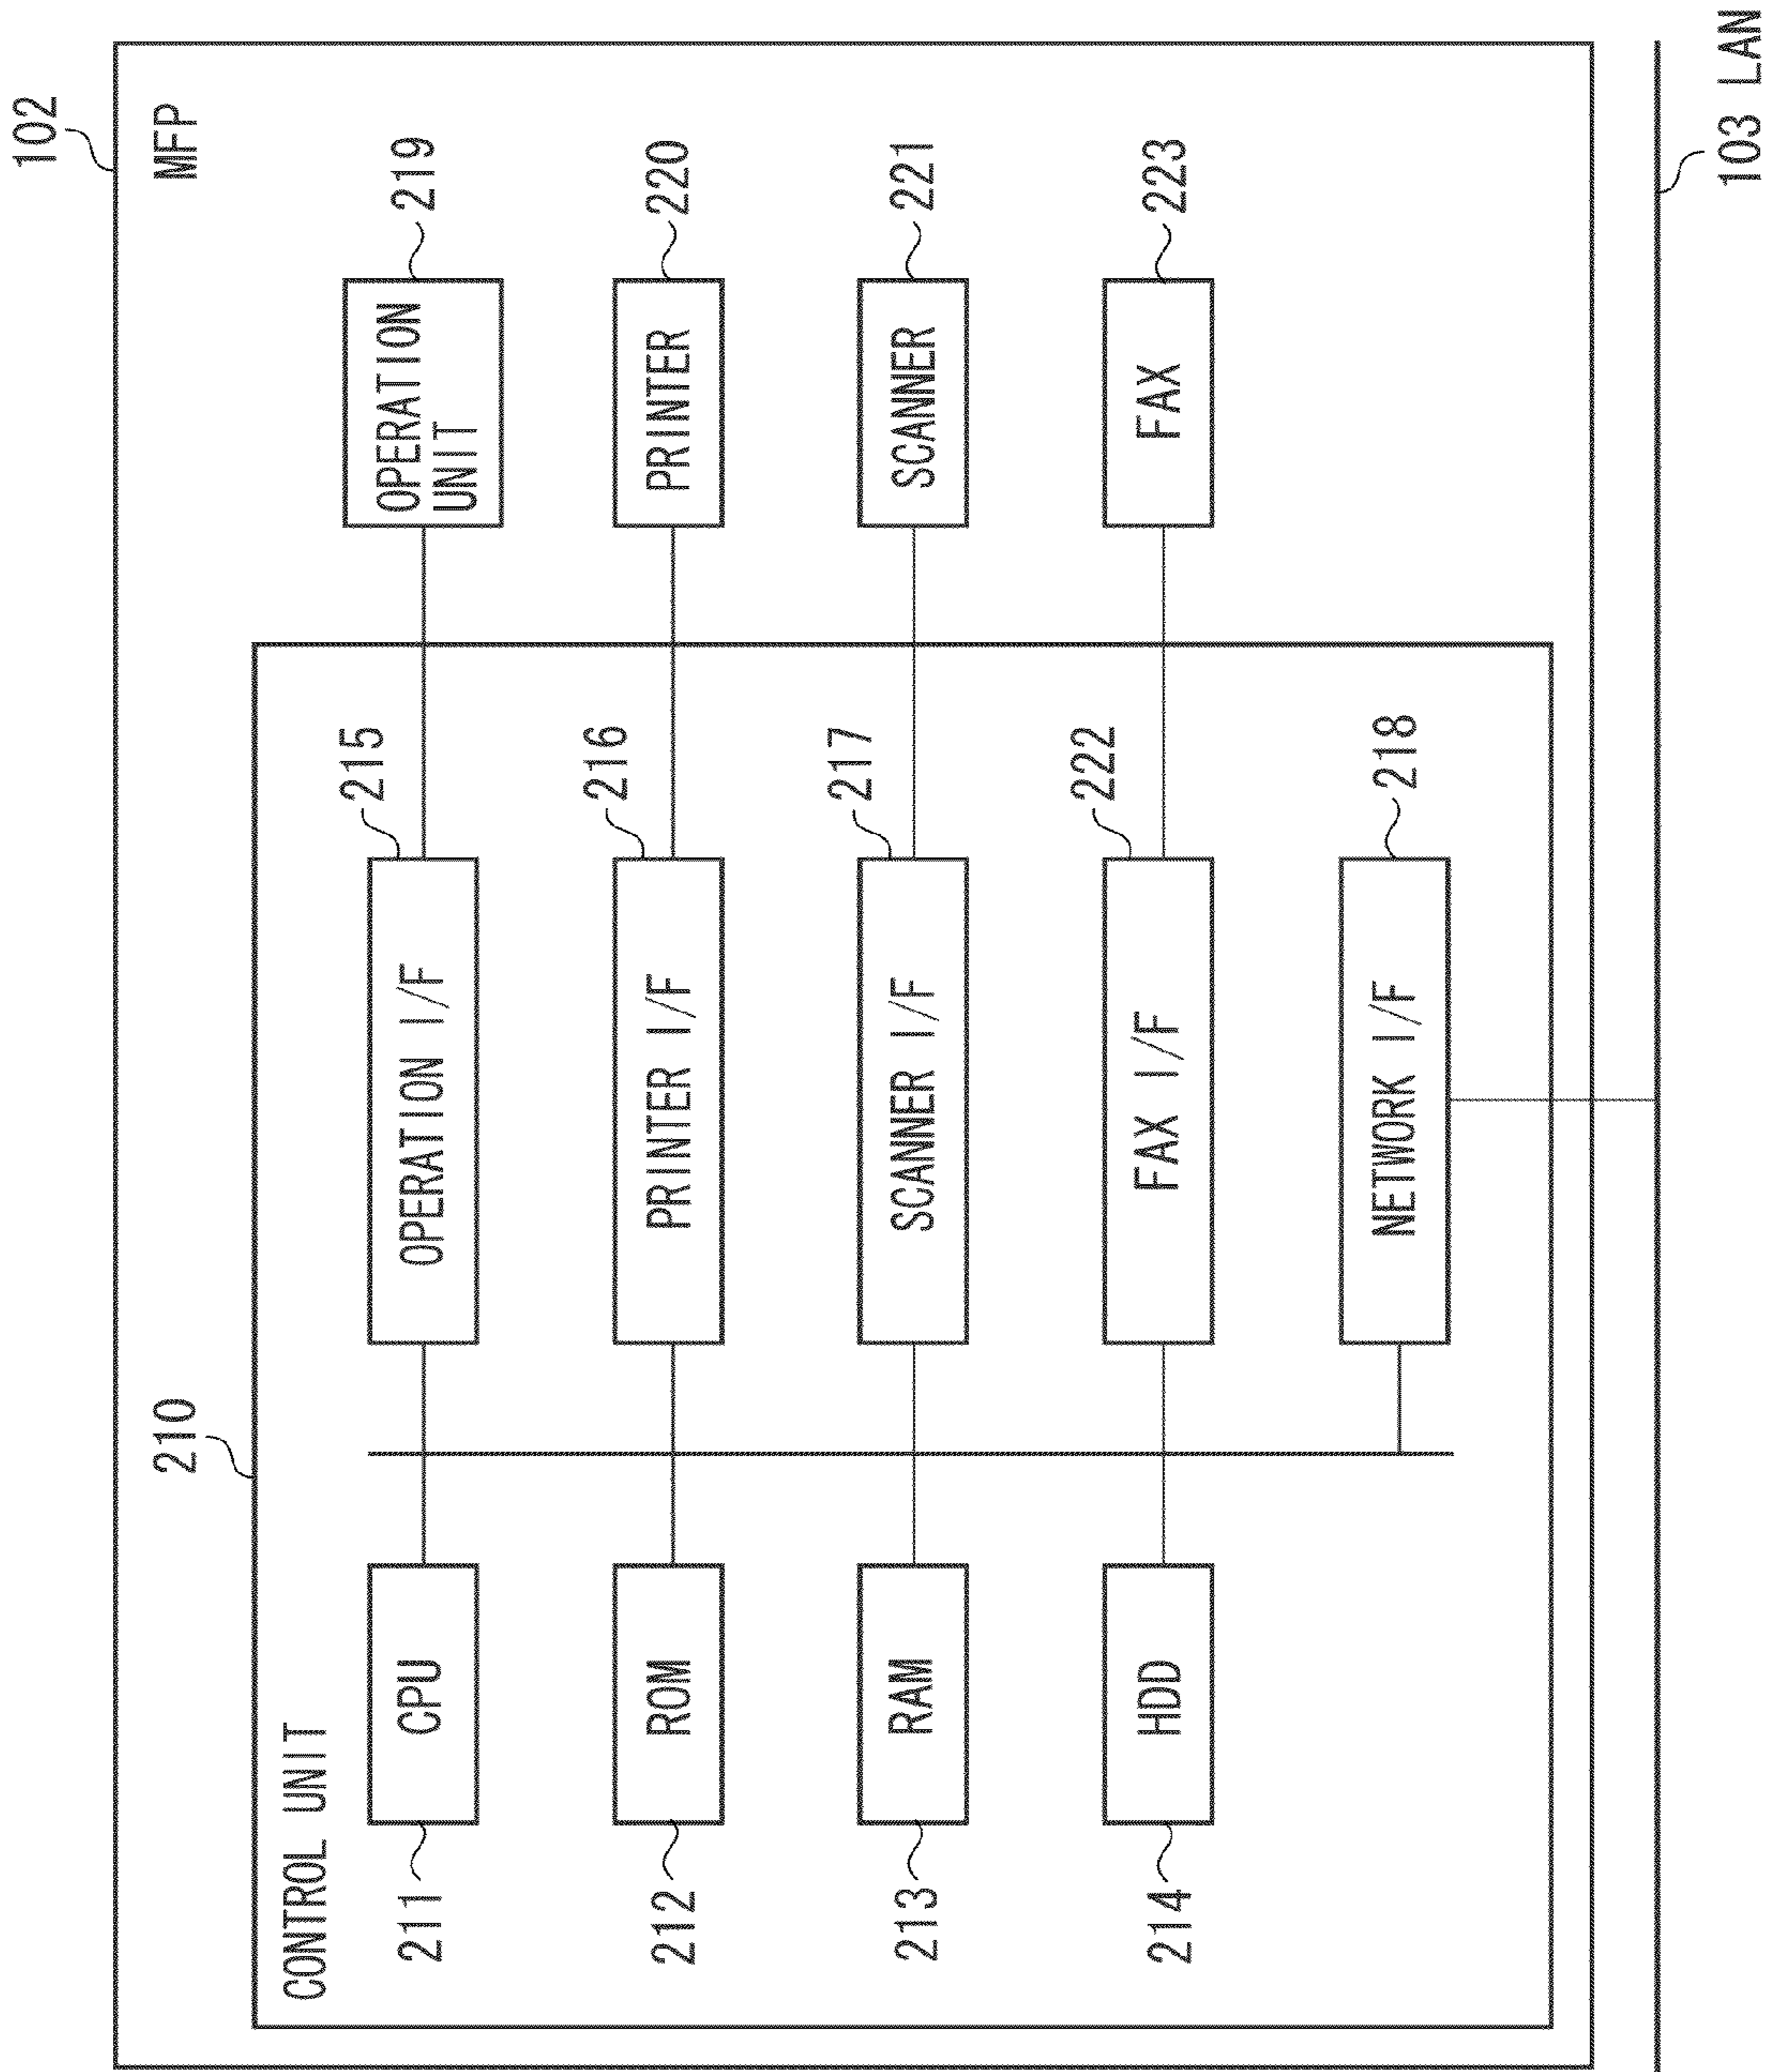 102
MFP
210
CONTROL UNIT
211
CPU
OPERATION I/F
215
OPERATION
UNIT
219
212
ROM
PRINTER I/F
216
PRINTER
220
213
RAM
SCANNER I/F
217
SCANNER
221
214
HDD
FAX I/F
222
FAX
223
NETWORK I/F
218
103 LAN